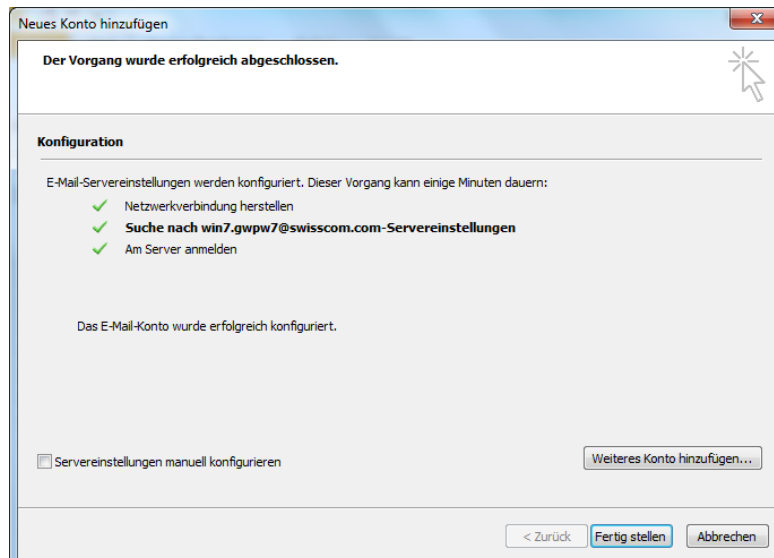 Neues Konto hinzufügen
Der Vorgang wurde erfolgreich abgeschlossen.
Konfiguration
E-Mail-Servereinstellungen werden konfiguriert. Dieser Vorgang kann einige Minuten dauern:
Netzwerkverbindung herstellen
Suche nach win7.gwpw7@swisscom.com-Servereinstellungen
Am Server anmelden
Das E-Mail-Konto wurde erfolgreich konfiguriert.
Servereinstellungen manuell konfigurieren
Weiteres Konto hinzufügen...
< Zurück
Fertig stellen
Abbrechen